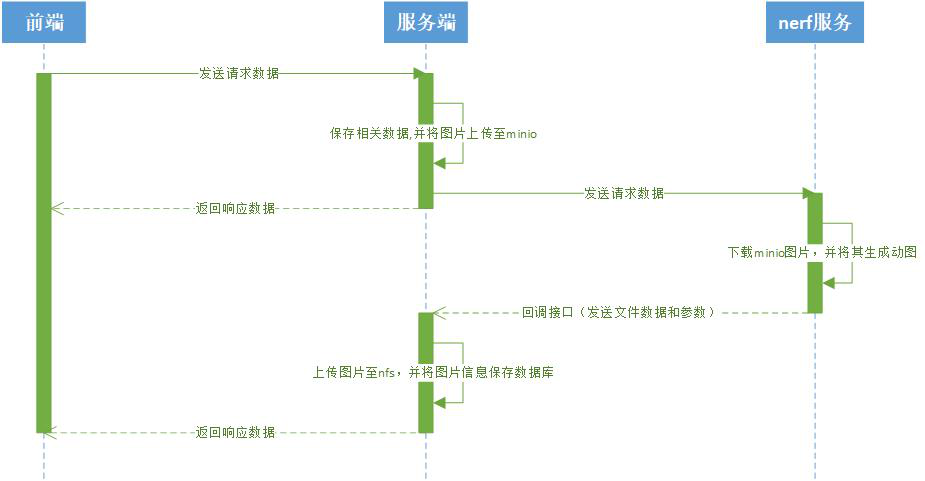 前端
服务端
nerf服务
发送请求数据
保存相关数据,并将图片上传至minio
发送请求数据
返回响应数据
下载minio图片，并将其生成动图
回调接口（发送文件数据和参数）
上传图片至nfs，并将图片信息保存数据库
返回响应数据